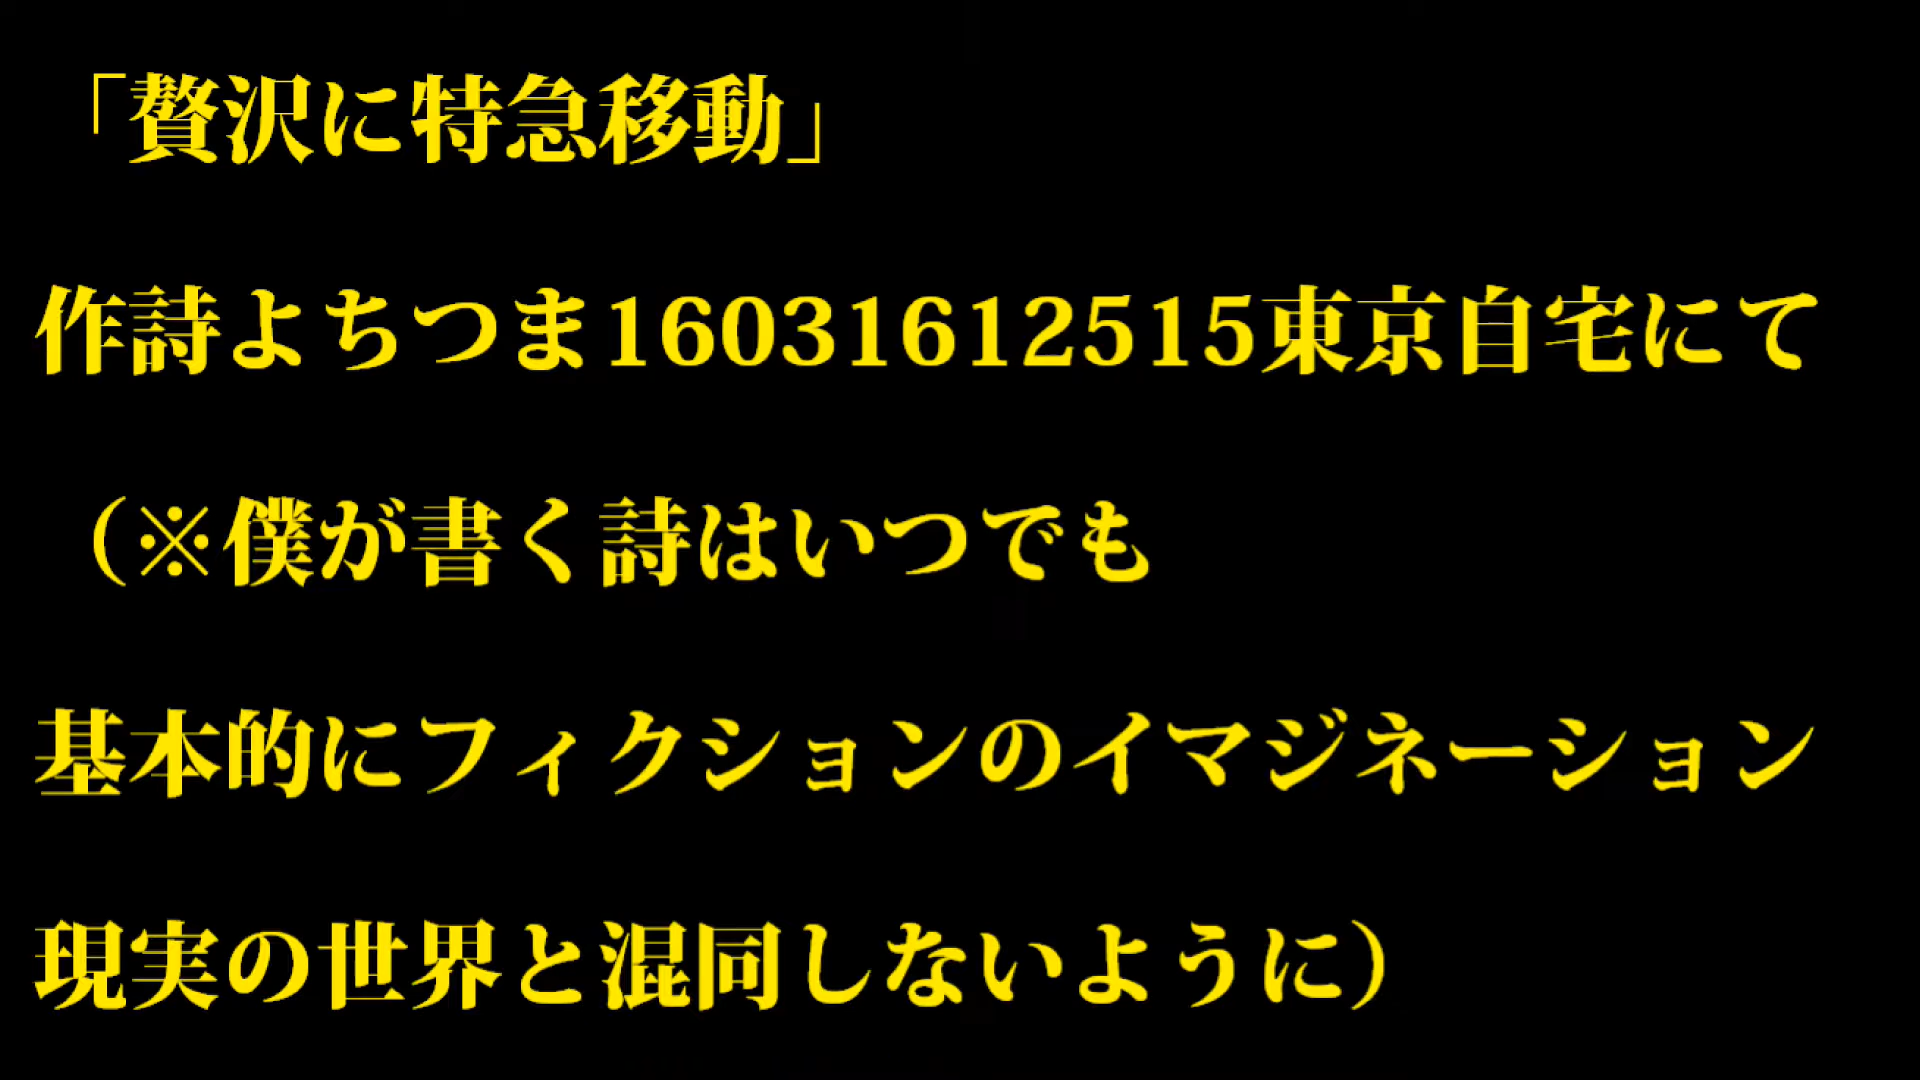 「贅沢に特急移動」
作詩よちつま16031612515東京自宅にて
（※僕が書く詩はいつでも
基本的にフィクションのイマジネーション
現実の世界と混同しないように）